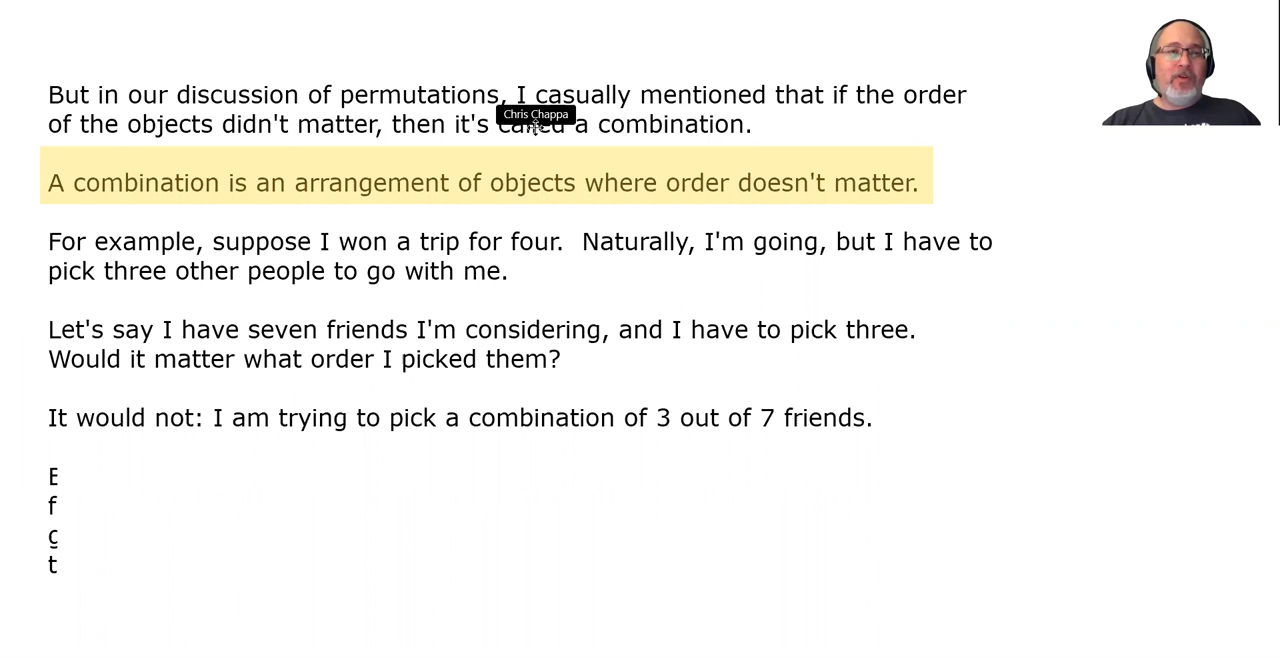 But in our discussion of permutations, I casually mentioned that if the order
Chris Chappa
of the objects didn't matter, then it's called a combination.
A combination is an arrangement of objects where order doesn't matter.
For example, suppose I won a trip for four. Naturally, I'm going, but I have to
pick three other people to go with me.
Let's say I have seven friends I'm considering, and I have to pick three.
Would it matter what order I picked them?
It would not: I am trying to pick a combination of 3 out of 7 friends.
f
g
t